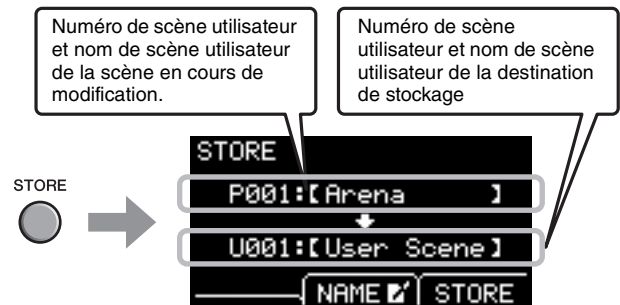 Numéro de scène utilisateur
et nom de scène utilisateur
de la scène en cours de
modification.
Numéro de scène
utilisateur et nom de scène
utilisateur de la destination
de stockage
STORE
STORE
P001:[Arena ]
U001:[User Scene]
NAME STORE